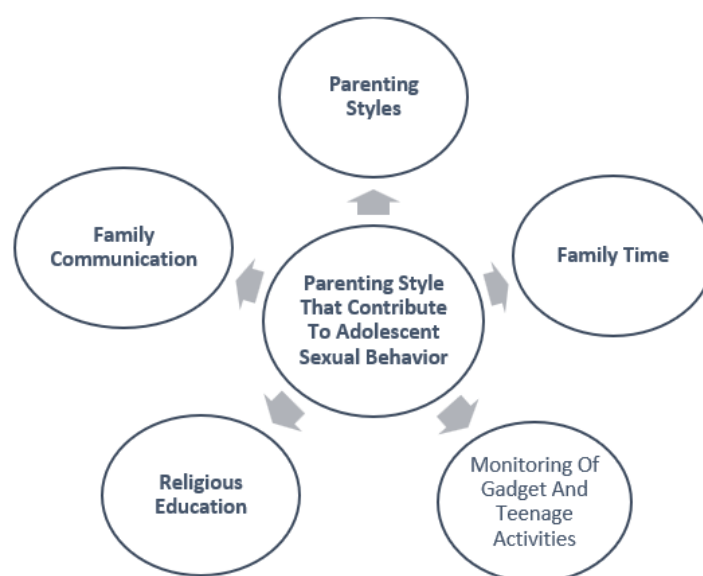 Parenting
Styles
Family
Communication
Family Time
Parenting Style
That Contribute
To Adolescent
Sexual Behavior
Religious
Education
Monitoring Of
Gadget And
Teenage
Activities